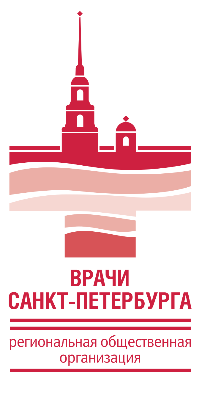 ВРАЧИ
САНКТ-ПЕТЕРБУРГА
региональная общественная
организация